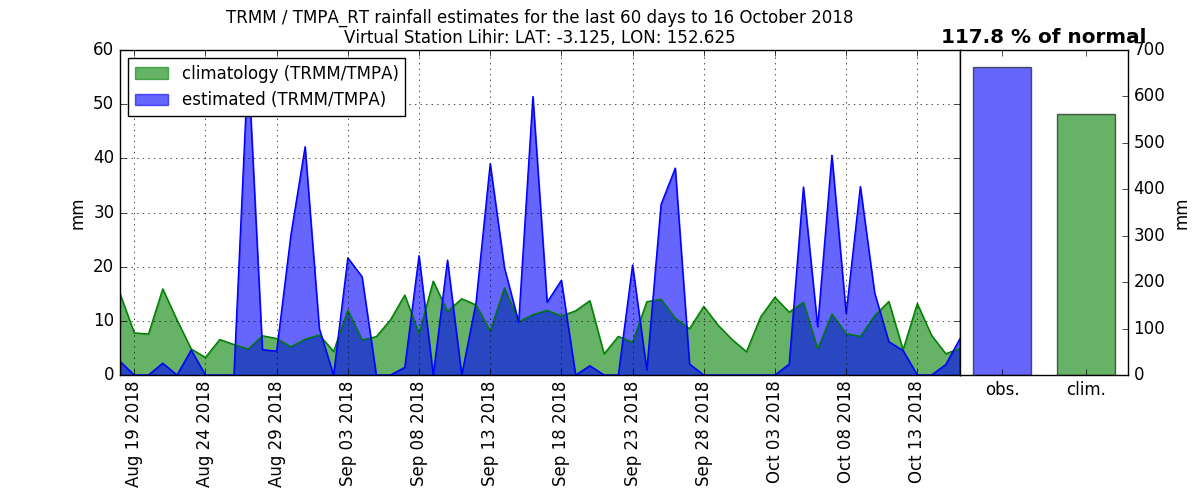 TRMM / TMPA_RT rainfall estimates for the last 60 days to 16 October 2018
Virtual Station Lihir: LAT: -3.125, LON: 152.625
117.8 % of normal
climatology (TRMM/TMPA)
estimated (TRMM/TMPA)
60
50
40
30
20
10
0
mm
Aug 19 2018
Aug 24 2018
Aug 29 2018
Sep 03 2018
Sep 08 2018
Sep 13 2018
Sep 18 2018
Sep 23 2018
Sep 28 2018
Oct 03 2018
Oct 08 2018
Oct 13 2018
obs.
clim.
700
600
500
400
300
200
100
0
mm